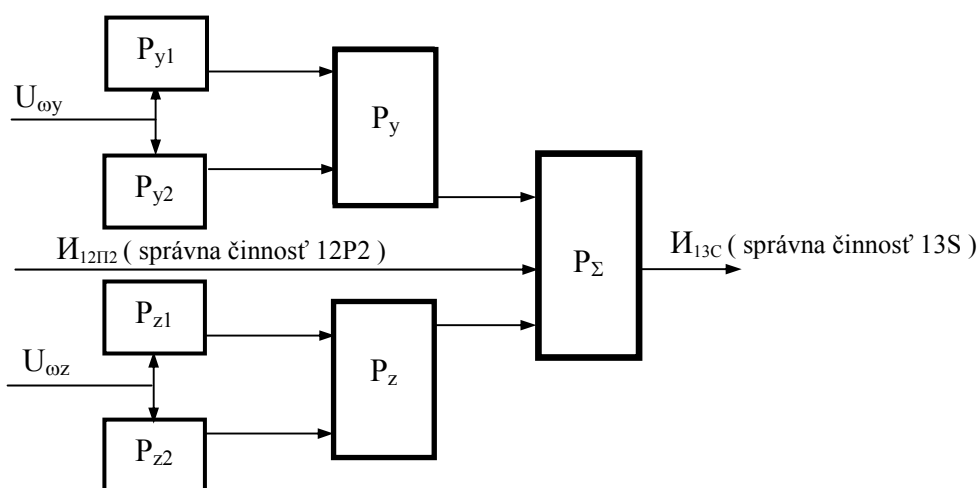 Py1
Uωy
Py
Py2
И12П2 ( správna činnosť 12P2 )
PΣ
И13С ( správna činnosť 13S )
Pz1
Uωz
Pz
Pz2